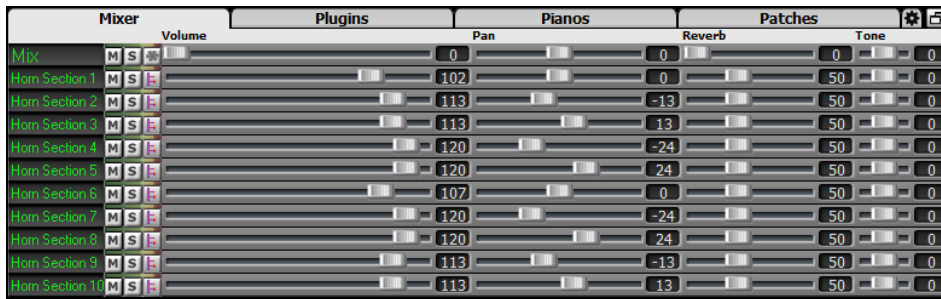 Mixer Plugins Pianos Patches
Volume Pan Reverb Tone
Mix M S 0 0 0 0
Horn Section 1 M S 102 0 50 0
Horn Section 2 M S 113 -13 50 0
Horn Section 3 M S 113 13 50 0
Horn Section 4 M S 120 -24 50 0
Horn Section 5 M S 120 24 50 0
Horn Section 6 M S 107 0 50 0
Horn Section 7 M S 120 -24 50 0
Horn Section 8 M S 120 24 50 0
Horn Section 9 M S 113 -13 50 0
Horn Section 10 M S 113 13 50 0